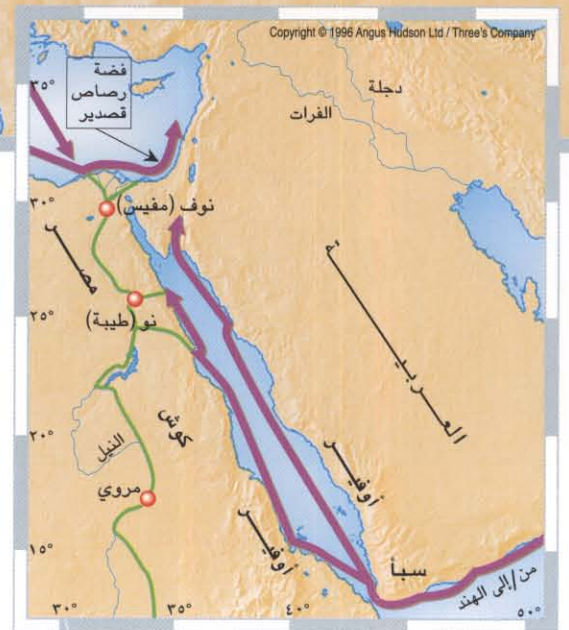 Copyright © 1996 Angus Hudson Ltd / Three's Company
فضة
رصاص
قصدير
دجلة
الفرات
٣٥°
٣٠°
نوف (مفيس)
مصر
٢٥°
نو (طيبة)
العربية
٢٠°
كوش
النيل
مروي
أوفير
أوفير
١٥°
سبأ
من/إلى الهند
٣٠°
٣٥°
٤٠°
٥٠°